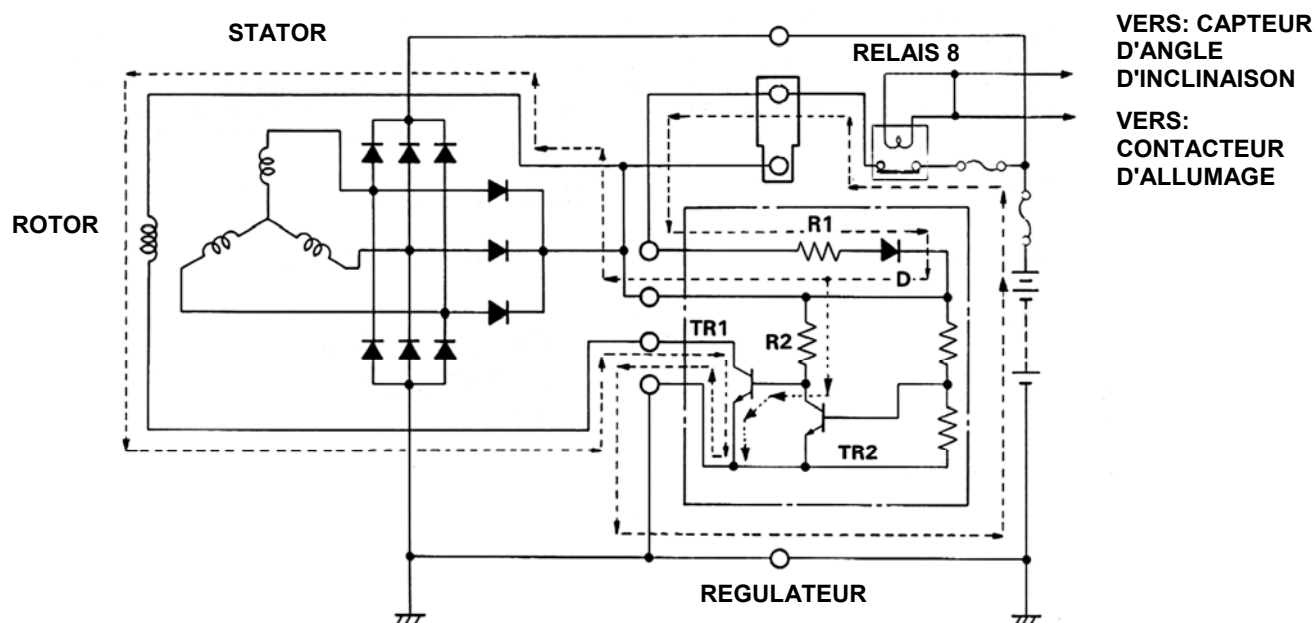 STATOR
RELAIS 8
VERS: CAPTEUR
D'ANGLE
D'INCLINAISON
VERS:
CONTACTEUR
D'ALLUMAGE
ROTOR
R1
D
TR1
R2
TR2
REGULATEUR